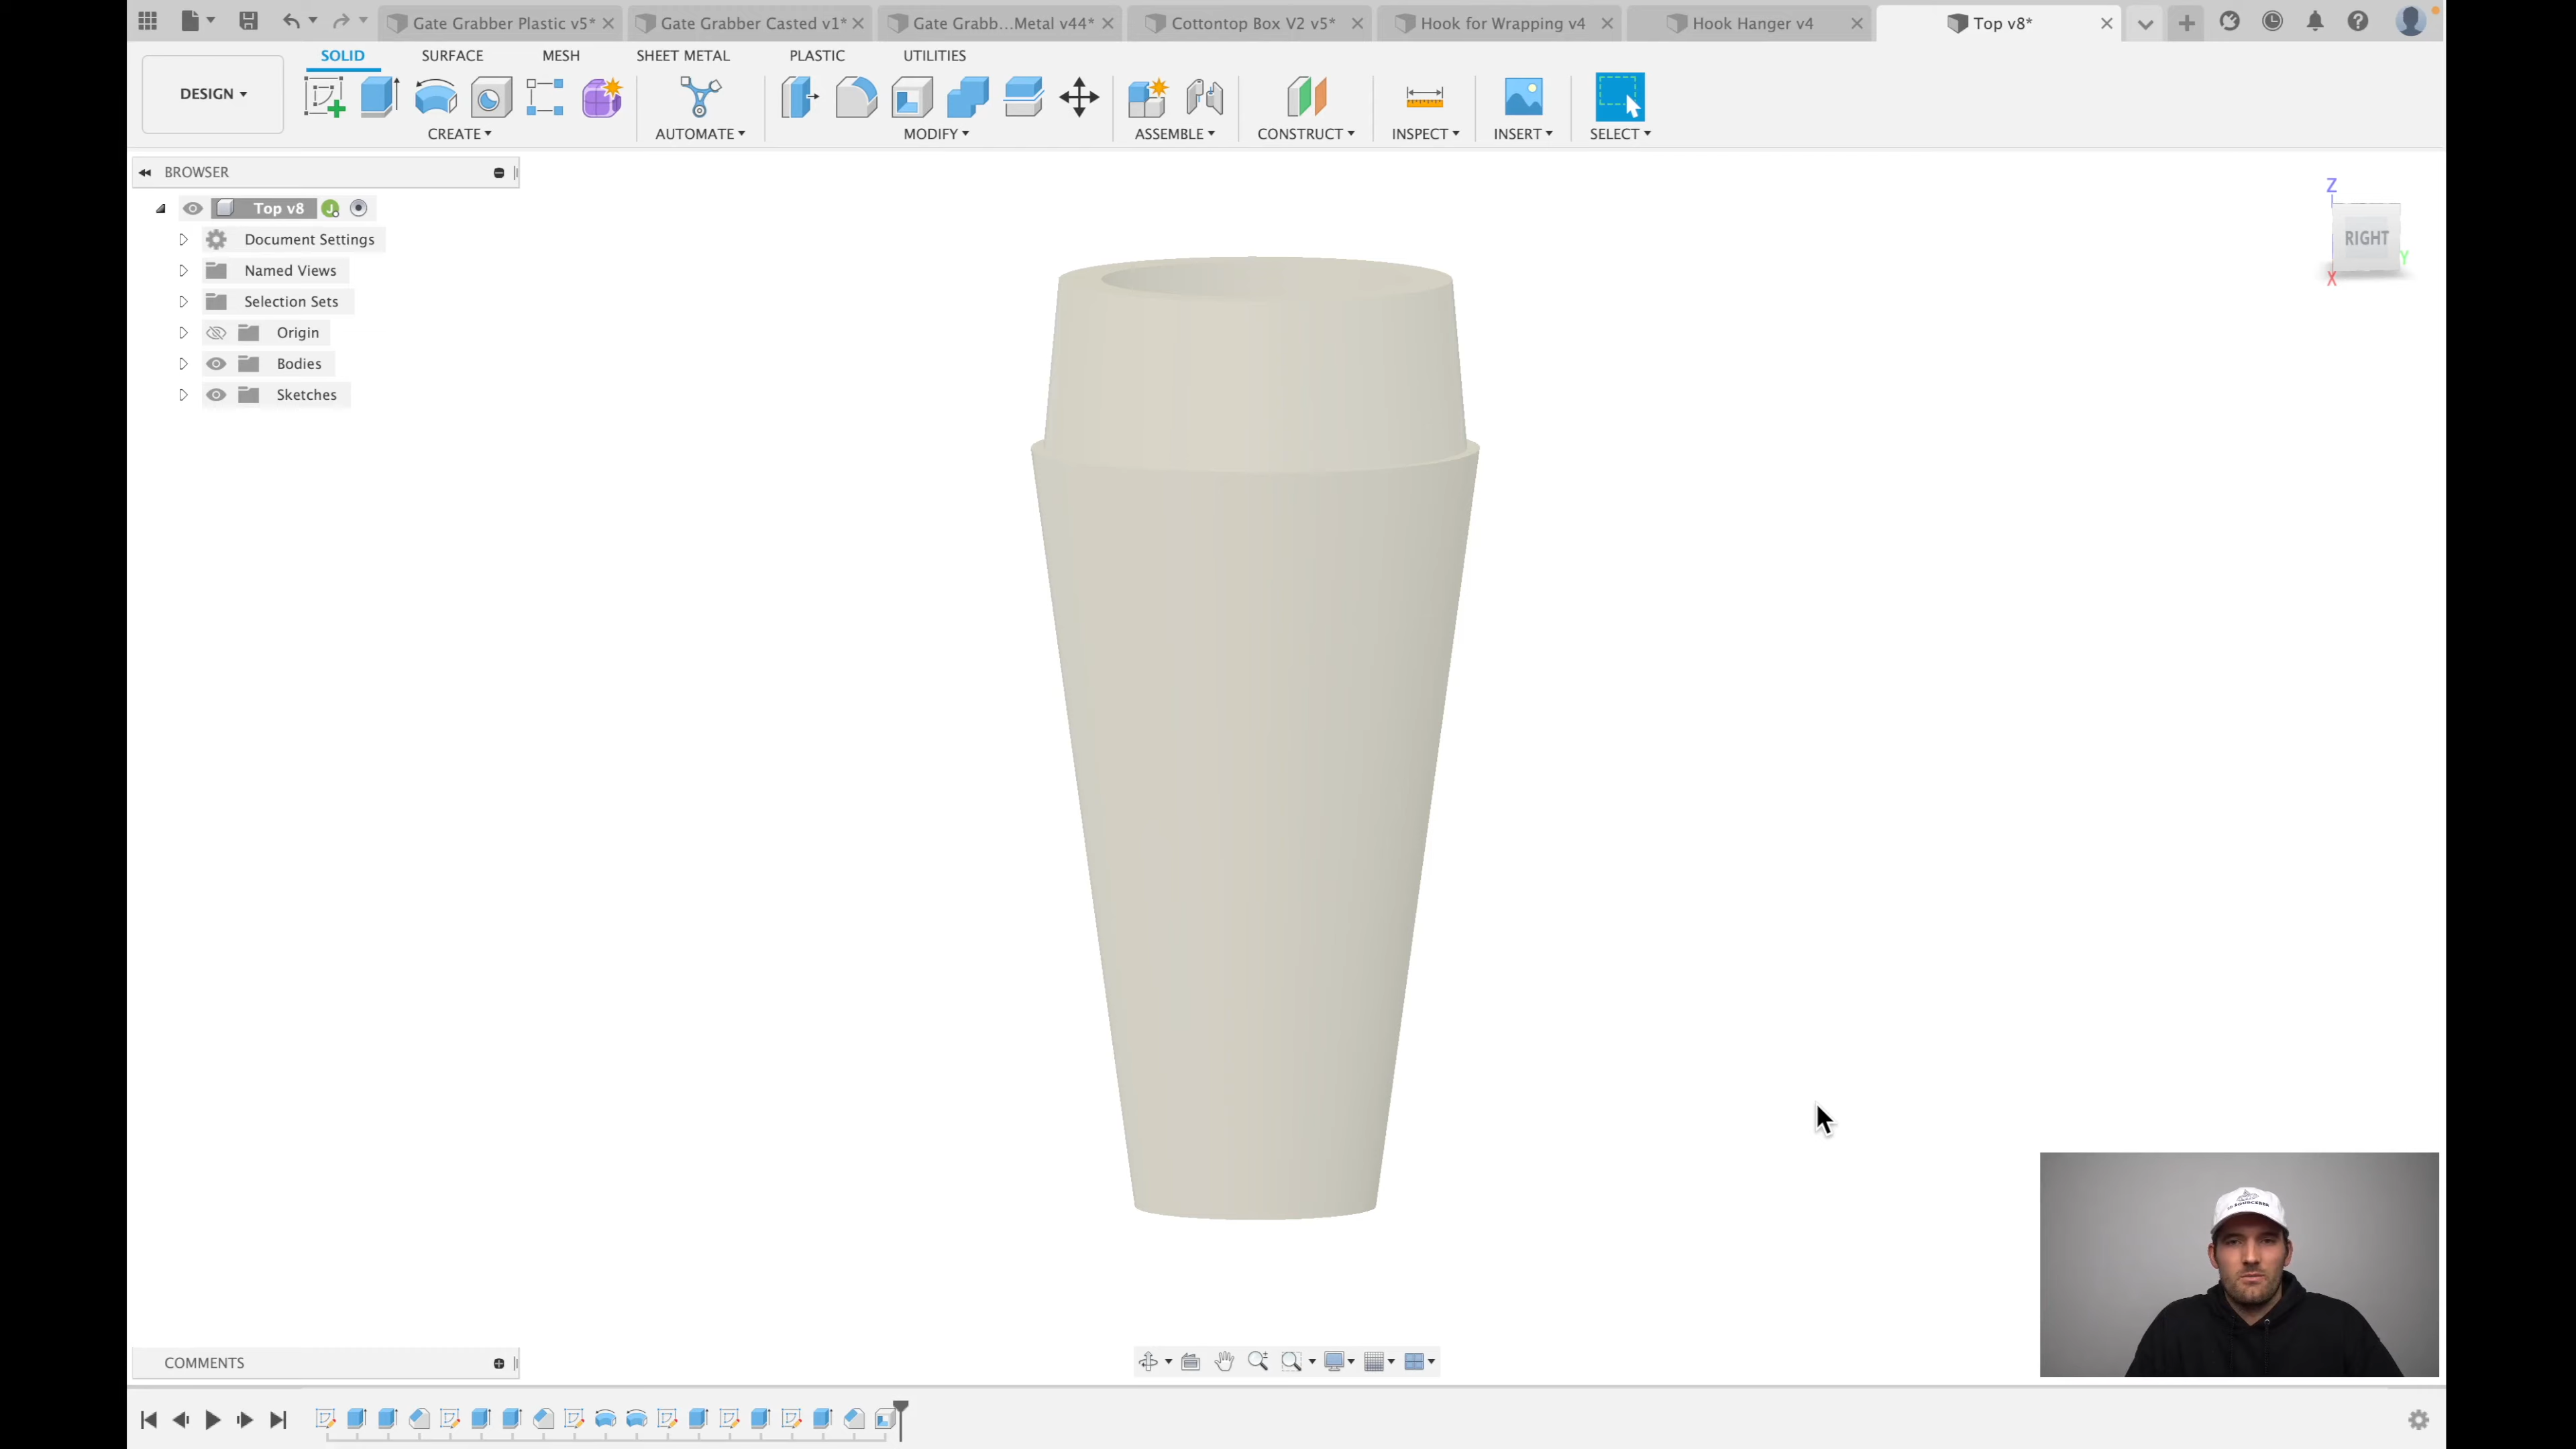 Gate Grabber Plastic v5*
Gate Grabber Casted v1*
Gate Grabb...Metal v44*
Cottontop Box V2 v5*
Hook for Wrapping v4
Hook Hanger v4
Top v8*
SOLID
SURFACE
MESH
SHEET METAL
PLASTIC
UTILITIES
DESIGN
CREATE
AUTOMATE
MODIFY
ASSEMBLE
CONSTRUCT
INSPECT
INSERT
SELECT
BROWSER
Top v8
Document Settings
Named Views
Selection Sets
Origin
Bodies
Sketches
Z
RIGHT
Y
X
COMMENTS